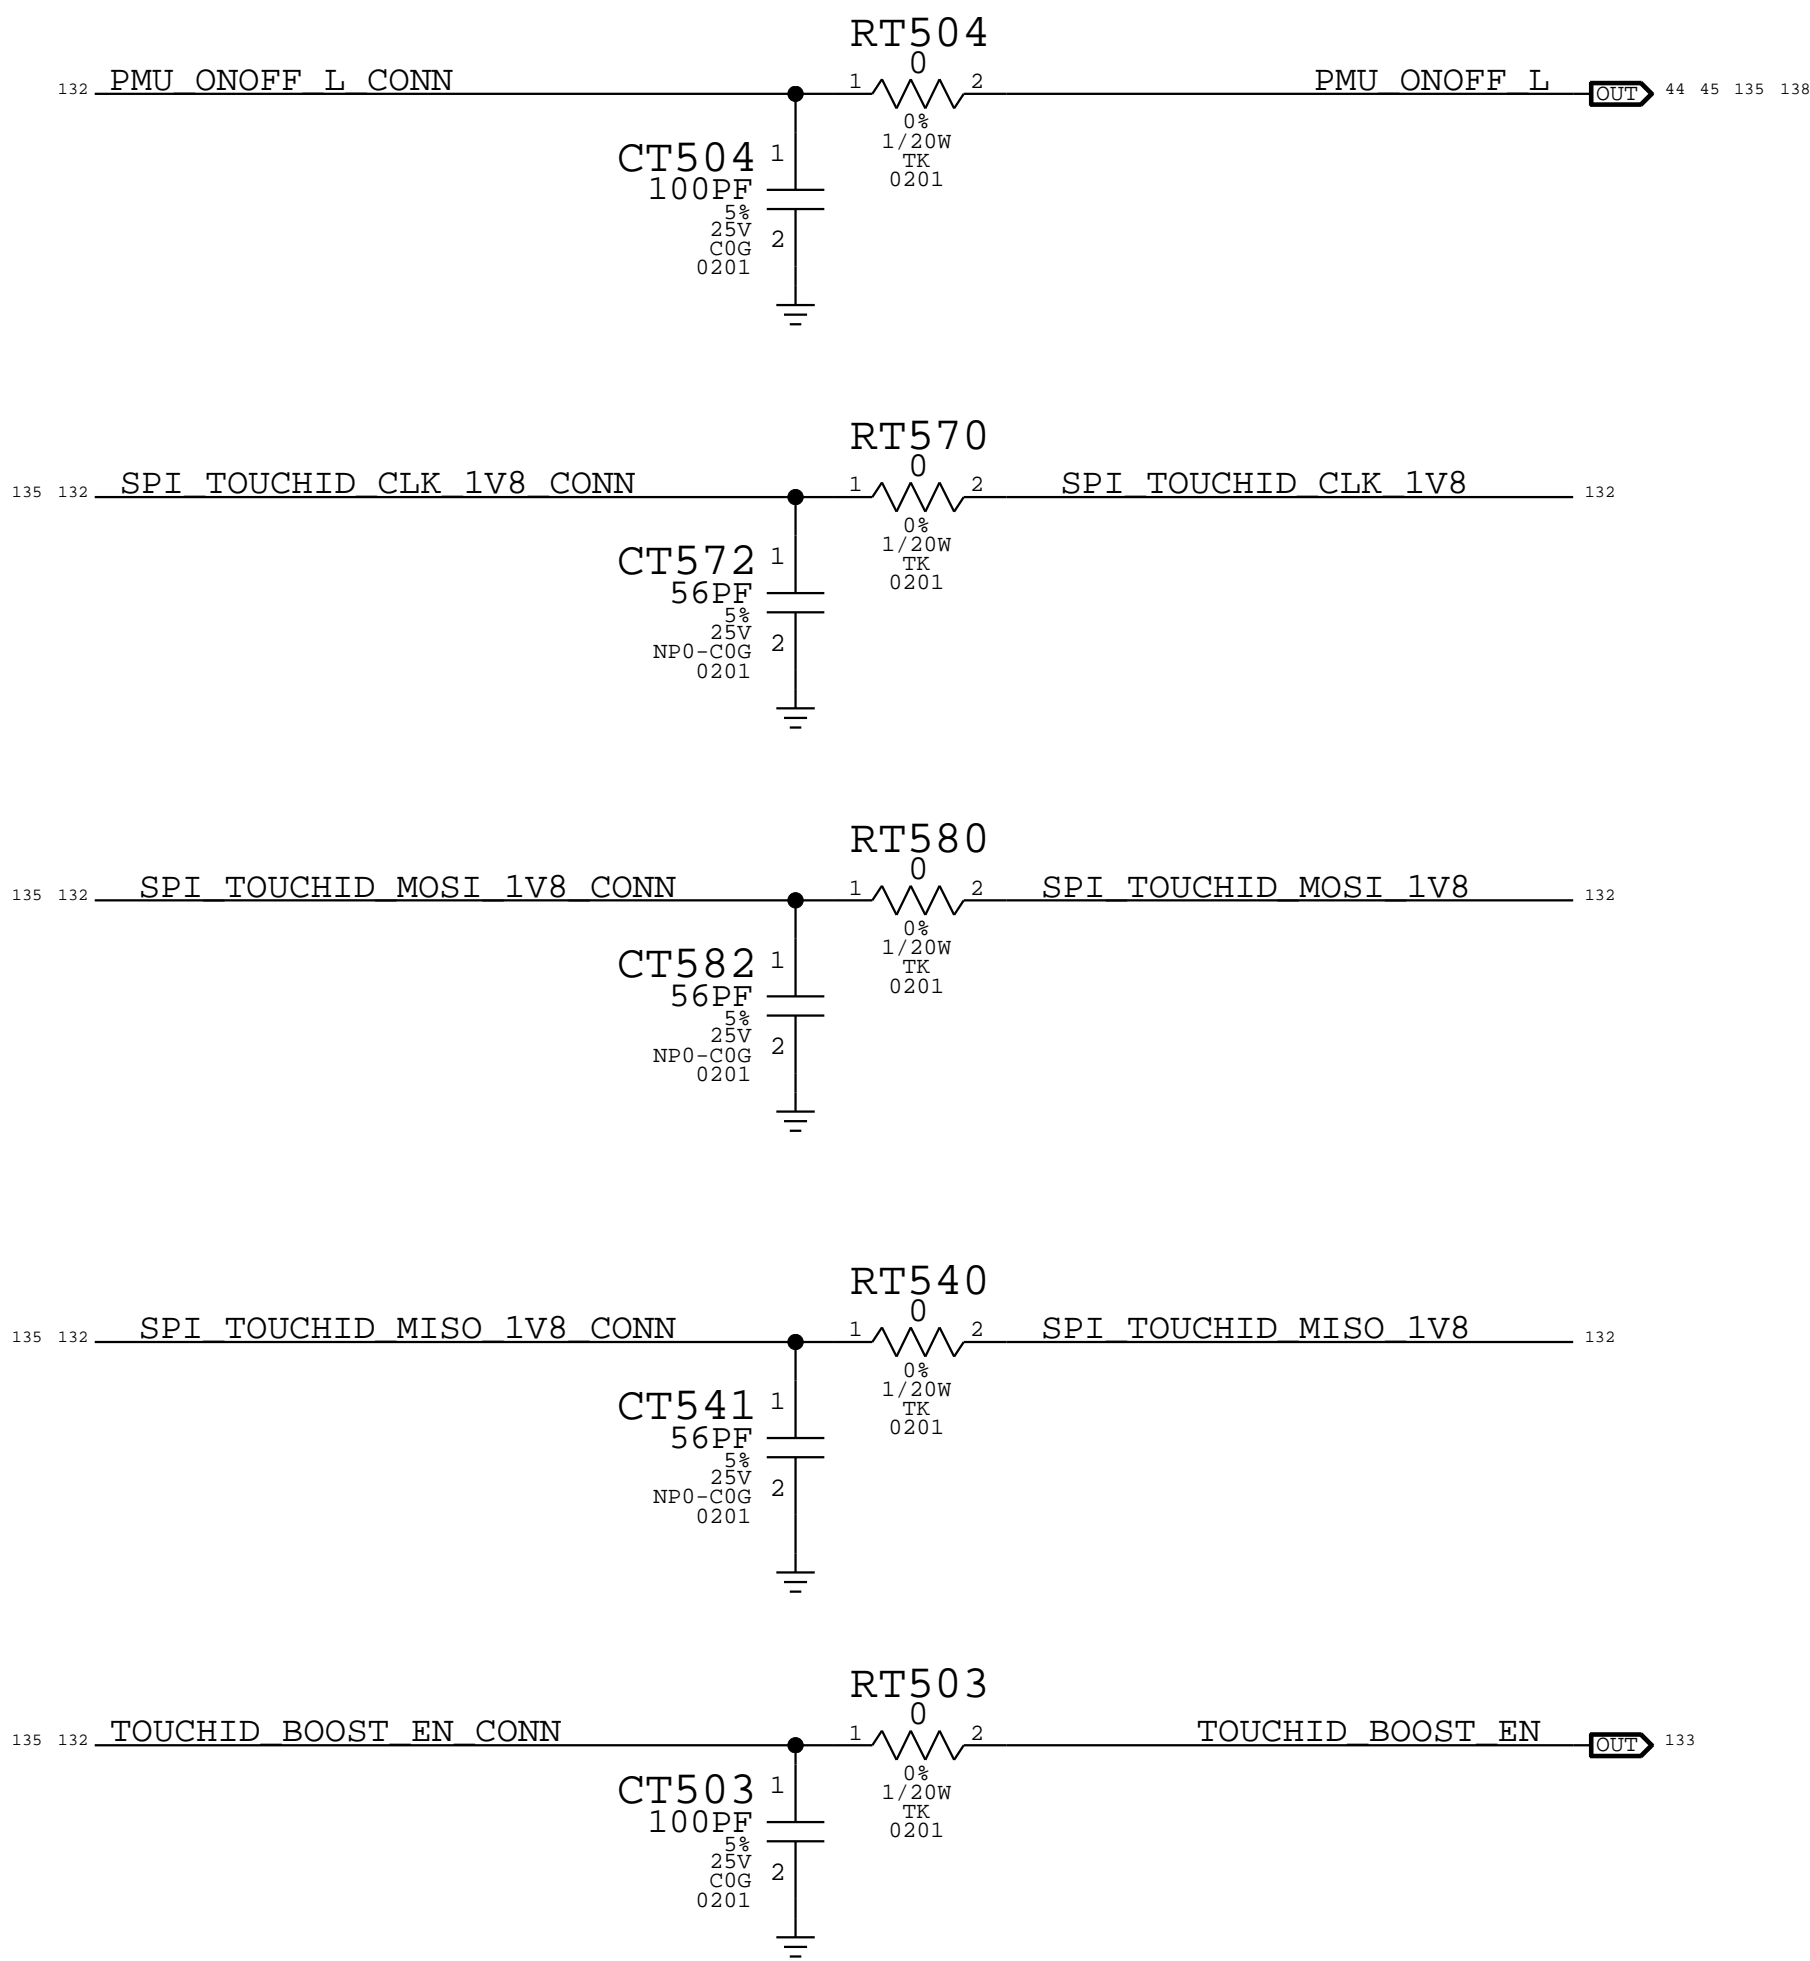 RT504
0
132 PMU_ONOFF_L_CONN 1 2 PMU_ONOFF_L OUT 44 45 135 138
0%
1/20W
TK
0201
CT504 1
100PF
5%
25V
C0G
0201
2
RT570
0
135 132 SPI_TOUCHID_CLK_1V8_CONN 1 2 SPI_TOUCHID_CLK_1V8 132
0%
1/20W
TK
0201
CT572 1
56PF
5%
25V
NP0-C0G
0201
2
RT580
0
135 132 SPI_TOUCHID_MOSI_1V8_CONN 1 2 SPI_TOUCHID_MOSI_1V8 132
0%
1/20W
TK
0201
CT582 1
56PF
5%
25V
NP0-C0G
0201
2
RT540
0
135 132 SPI_TOUCHID_MISO_1V8_CONN 1 2 SPI_TOUCHID_MISO_1V8 132
0%
1/20W
TK
0201
CT541 1
56PF
5%
25V
NP0-C0G
0201
2
RT503
0
135 132 TOUCHID_BOOST_EN_CONN 1 2 TOUCHID_BOOST_EN OUT 133
0%
1/20W
TK
0201
CT503 1
100PF
5%
25V
C0G
0201
2